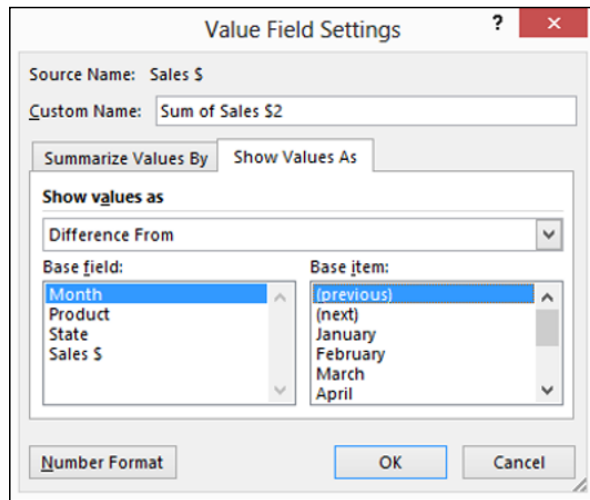 Value Field Settings ? ×
Source Name: Sales $
Custom Name: Sum of Sales $2
Summarize Values By Show Values As
Show values as
Difference From
Base field: Base item:
Month (previous)
Product (next)
State January
Sales $ February
March
April
Number Format OK Cancel